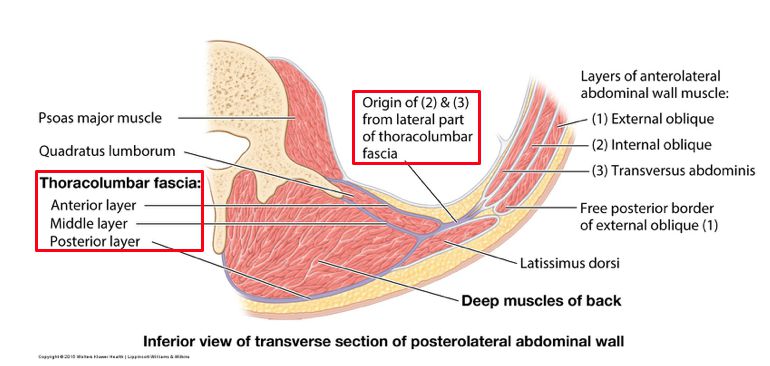 Layers of anterolateral
abdominal wall muscle:
(1) External oblique
(2) Internal oblique
(3) Transversus abdominis
Free posterior border
of external oblique (1)
Origin of (2) & (3)
from lateral part
of thoracolumbar
fascia
Psoas major muscle
Quadratus lumborum
Thoracolumbar fascia:
Anterior layer
Middle layer
Posterior layer
Latissimus dorsi
Deep muscles of back
Inferior view of transverse section of posterolateral abdominal wall
Copyright © 2010 Wolters Kluwer Health | Lippincott Williams & Wilkins